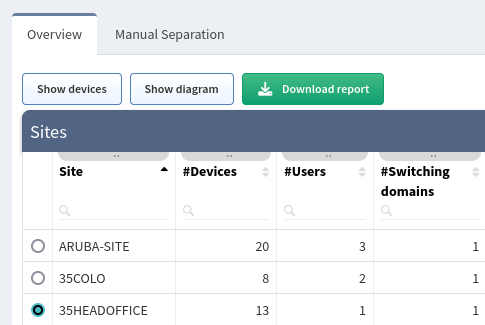 Overview Manual Separation
Show devices Show diagram Download report
Sites
Site #Devices #Users #Switching
domains
ARUBA-SITE 20 3 1
35COLO 8 2 1
35HEADOFFICE 13 1 1